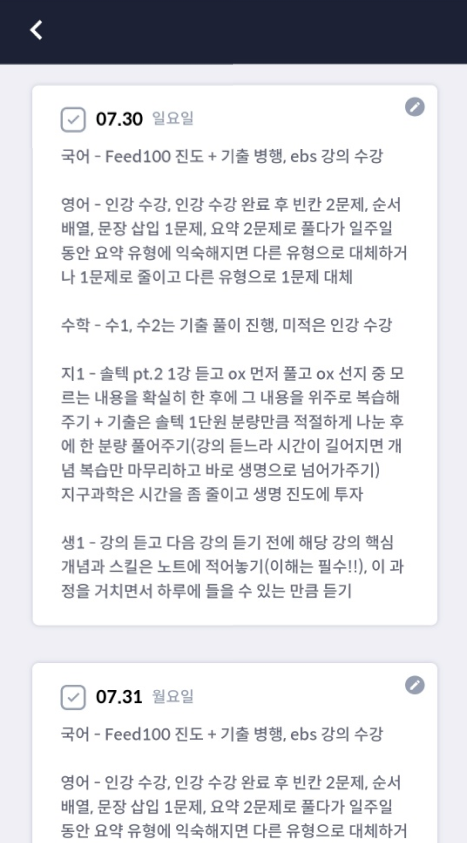 07.30 일요일
국어 - Feed100 진도 + 기출 병행, ebs 강의 수강
영어 - 인강 수강, 인강 수강 완료 후 빈칸 2문제, 순서
배열, 문장 삽입 1문제, 요약 2문제로 풀다가 일주일
동안 요약 유형에 익숙해지면 다른 유형으로 대체하거
나 1문제로 줄이고 다른 유형으로 1문제 대체
수학 - 수1, 수2는 기출 풀이 진행, 미적은 인강 수강
지1 - 솔텍 pt.2 1강 듣고 ox 먼저 풀고 ox 선지 중 모
르는 내용을 확실히 한 후에 그 내용을 위주로 복습해
주기 + 기출은 솔텍 1단원 분량만큼 적절하게 나눈 후
에 한 분량 풀어주기(강의 듣느라 시간이 길어지면 개
념 복습만 마무리하고 바로 생명으로 넘어가주기)
지구과학은 시간을 좀 줄이고 생명 진도에 투자
생1 - 강의 듣고 다음 강의 듣기 전에 해당 강의 핵심
개념과 스킬은 노트에 적어놓기(이해는 필수!!), 이 과
정을 거치면서 하루에 들을 수 있는 만큼 듣기
07.31 월요일
국어 - Feed100 진도 + 기출 병행, ebs 강의 수강
영어 - 인강 수강, 인강 수강 완료 후 빈칸 2문제, 순서
배열, 문장 삽입 1문제, 요약 2문제로 풀다가 일주일
동안 요약 유형에 익숙해지면 다른 유형으로 대체하거